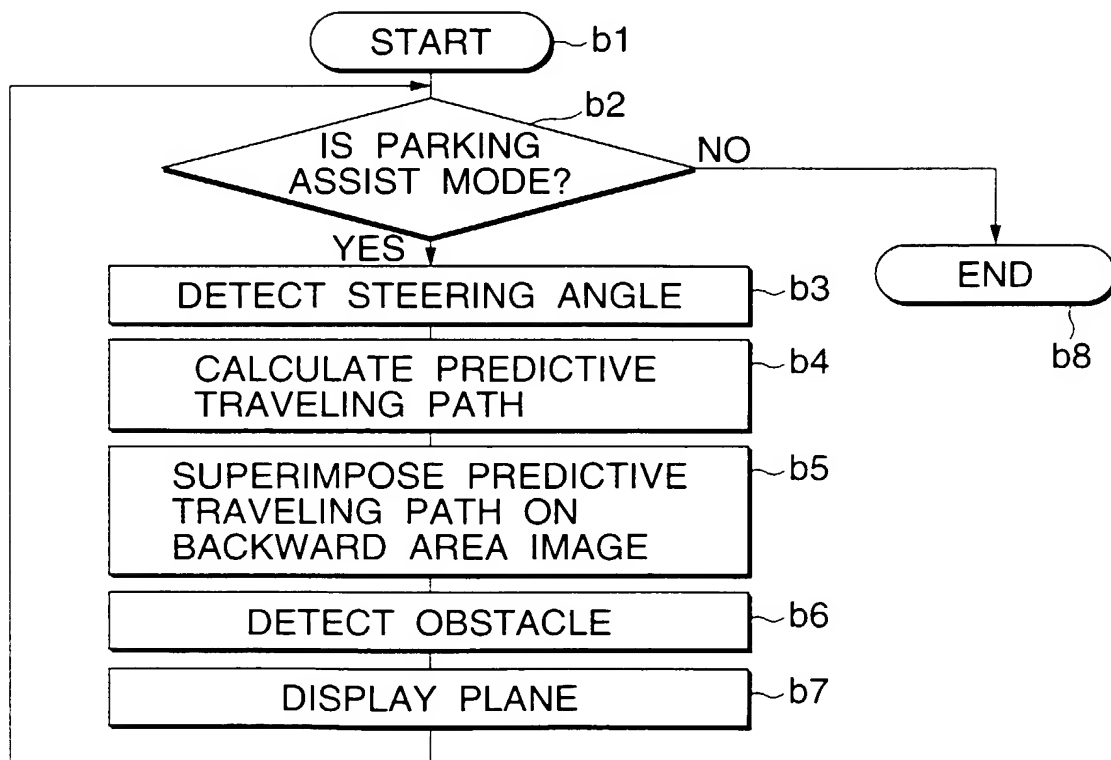 START
b1
b2
IS PARKING
ASSIST MODE?
NO
YES
END
b8
DETECT STEERING ANGLE
b3
CALCULATE PREDICTIVE
TRAVELING PATH
b4
SUPERIMPOSE PREDICTIVE
TRAVELING PATH ON
BACKWARD AREA IMAGE
b5
DETECT OBSTACLE
b6
DISPLAY PLANE
b7